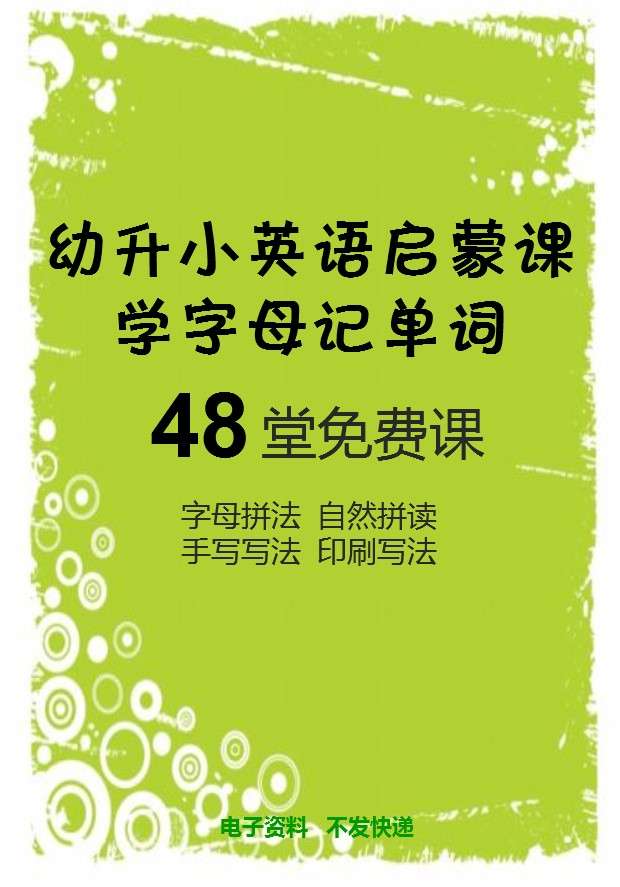 幼升小英语启蒙课
学字母记单词
48 堂免费课
字母拼法 自然拼读
手写写法 印刷写法
电子资料 不发快递